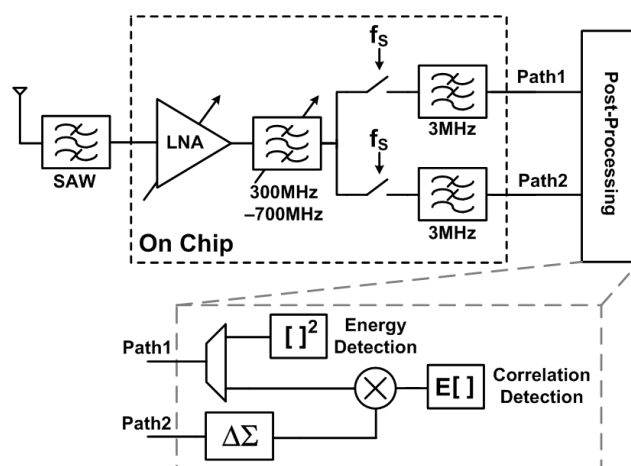 f_S
LNA
3MHz
Path1
SAW
300MHz
–700MHz
f_S
3MHz
Path2
On Chip
Post-Processing
Path1
[ ]²
Energy
Detection
E[ ]
Correlation
Detection
Path2
ΔΣ